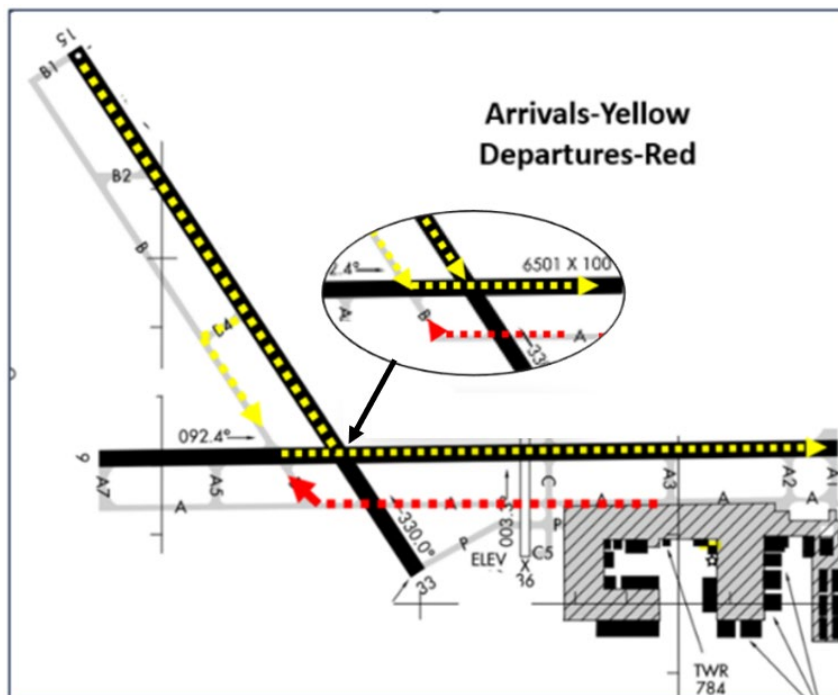 15
B1
Arrivals-Yellow
Departures-Red
B2
B
6501 X 100
2.4°
B
A
33
092.4°
9
A7
A5
A
A
330.0°
P
33
003.3°
C
A
A3
A
A2
A
A1
P
ELEV
C5
X
36
TWR
784